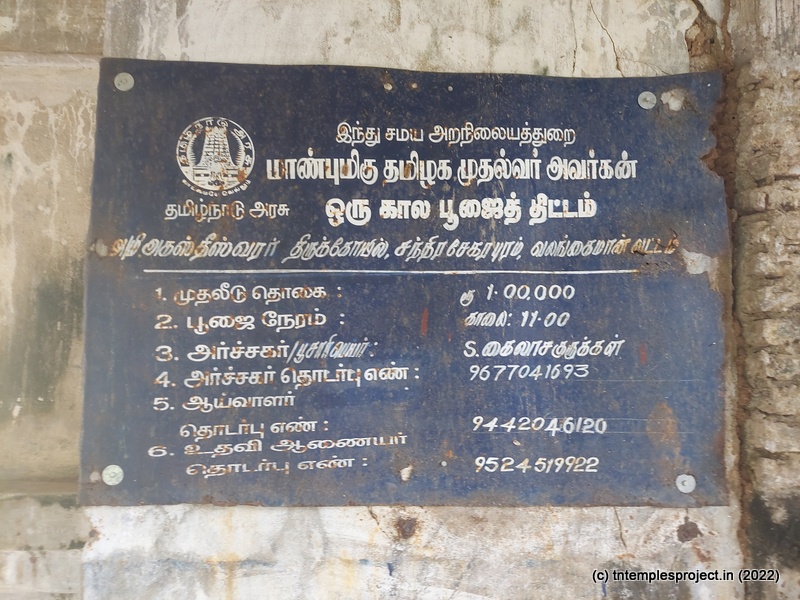 இந்து சமய அறநிலையத்துறை
மாண்புமிகு தமிழக முதல்வர் அவர்கள்
தமிழ்நாடு அரசு ஒரு கால பூஜைத் திட்டம்
அகஸ்தீஸ்வரர் திருக்கோயில், சந்திரசேகரபுரம், வலங்கைமான் வட்டம்
1. முதலீடு தொகை : ரூ 1.00.000
2. பூஜை நேரம் : காலை: 11.00
3. அர்ச்சகர்/பூசாரிபெயர் : S. கைலாசகுருக்கள்
4. அர்ச்சகர் தொடர்பு எண் : 9677041693
5. ஆய்வாளர்
தொடர்பு எண் :
6. உதவி ஆணையர்
தொடர்பு எண் : 9524519922
(c) tntemplesproject.in (2022)